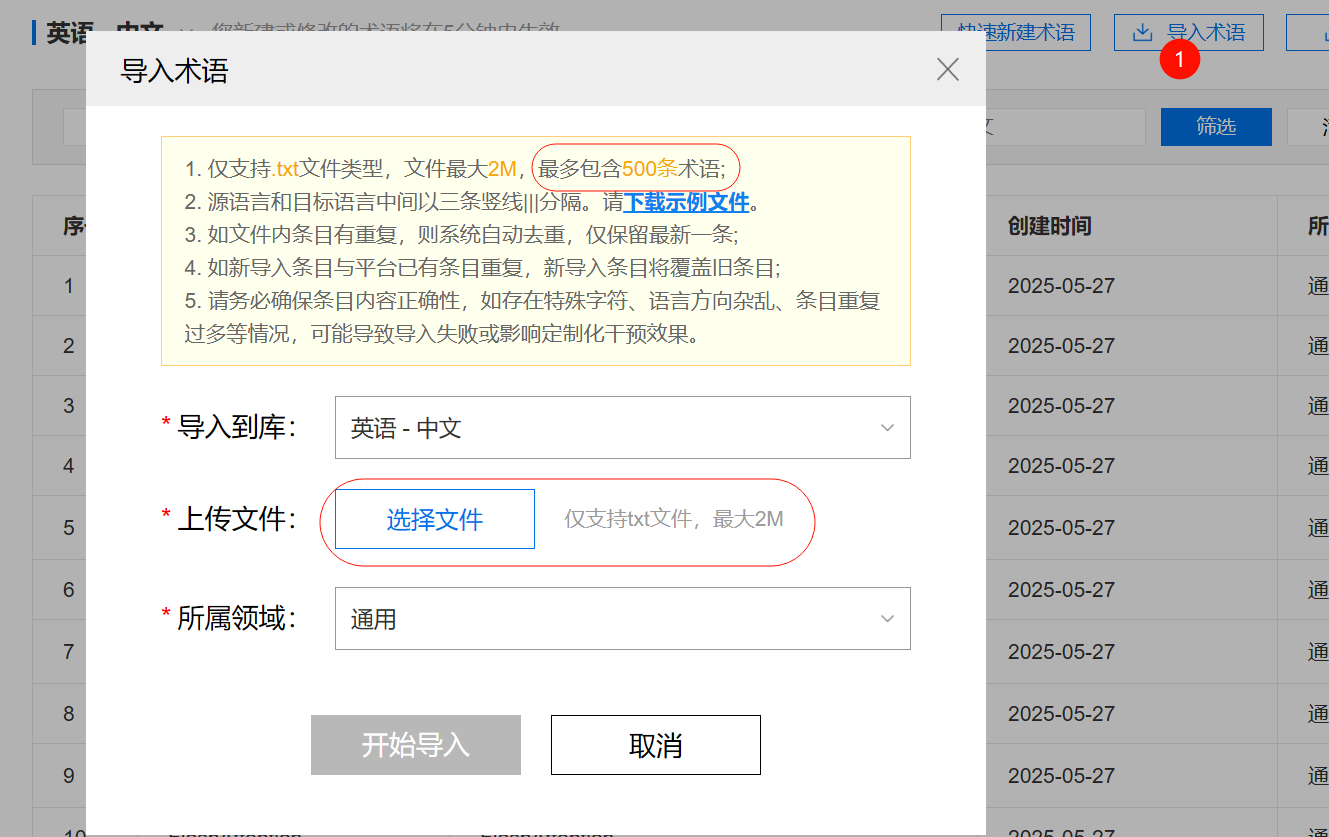 英语 - 中文
您新建或修改的术语将在5分钟内生效
快速新建术语
导入术语
1
导入术语
筛选
1. 仅支持.txt文件类型，文件最大2M，最多包含500条术语;
2. 源语言和目标语言中间以三条竖线|||分隔。请下载示例文件。
3. 如文件内条目有重复，则系统自动去重，仅保留最新一条;
4. 如新导入条目与平台已有条目重复，新导入条目将覆盖旧条目;
5. 请务必确保条目内容正确性，如存在特殊字符、语言方向杂乱、条目重复
过多等情况，可能导致导入失败或影响定制化干预效果。
创建时间
所
1
2025-05-27
通
2
2025-05-27
通
3
2025-05-27
通
* 导入到库：
英语 - 中文
4
2025-05-27
通
* 上传文件：
选择文件
仅支持txt文件，最大2M
5
2025-05-27
通
6
2025-05-27
通
* 所属领域：
通用
7
2025-05-27
通
8
2025-05-27
通
开始导入
取消
9
2025-05-27
通
10
FlashAttention
FlashAttention
2025-05-27
通